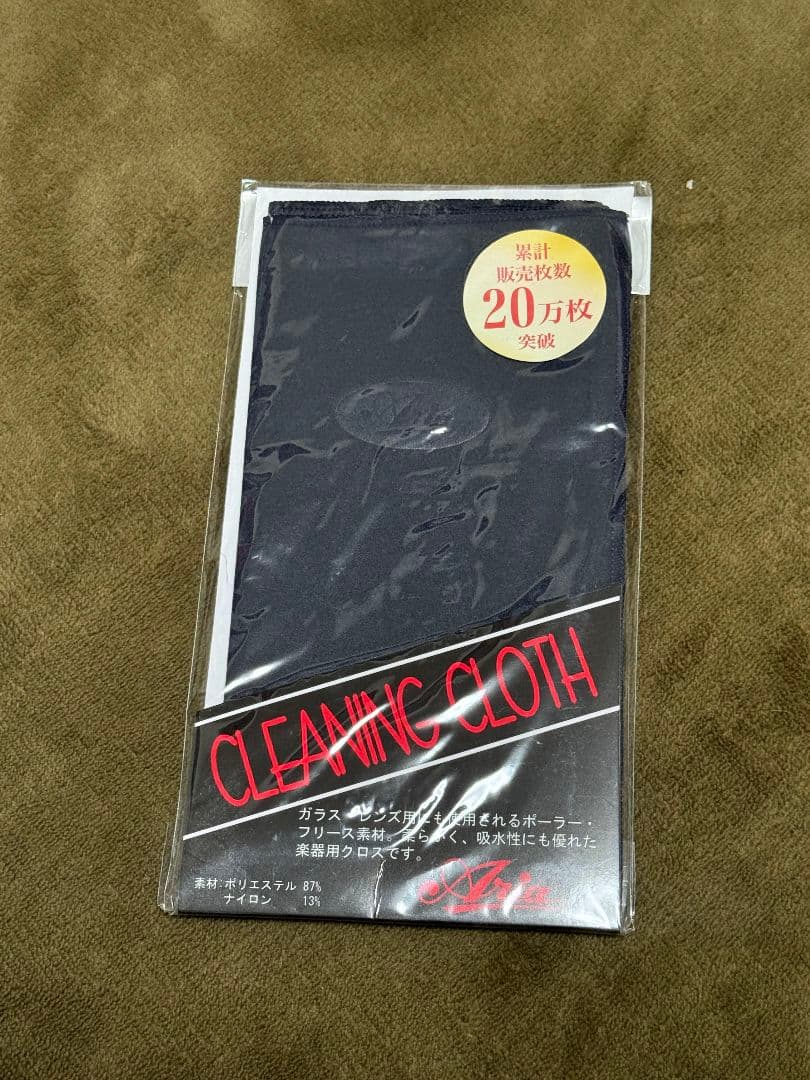 累計
販売枚数
20万枚
突破
Aria
CLEANING CLOTH
ガラス・レンズ用にも使用されるポーラー・
フリース素材。柔らかく、吸水性にも優れた
楽器用クロスです。
素材:ポリエステル 87%
ナイロン 13%
Aria